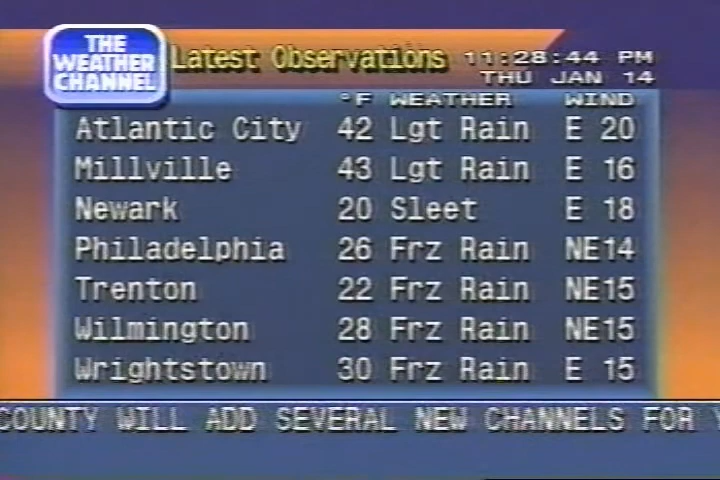 THE
WEATHER
CHANNEL
Latest Observations 11:28:44 PM
THU JAN 14
°F WEATHER WIND
Atlantic City 42 Lgt Rain E 20
Millville 43 Lgt Rain E 16
Newark 20 Sleet E 18
Philadelphia 26 Frz Rain NE14
Trenton 22 Frz Rain NE15
Wilmington 28 Frz Rain NE15
Wrightstown 30 Frz Rain E 15
COUNTY WILL ADD SEVERAL NEW CHANNELS FOR Y